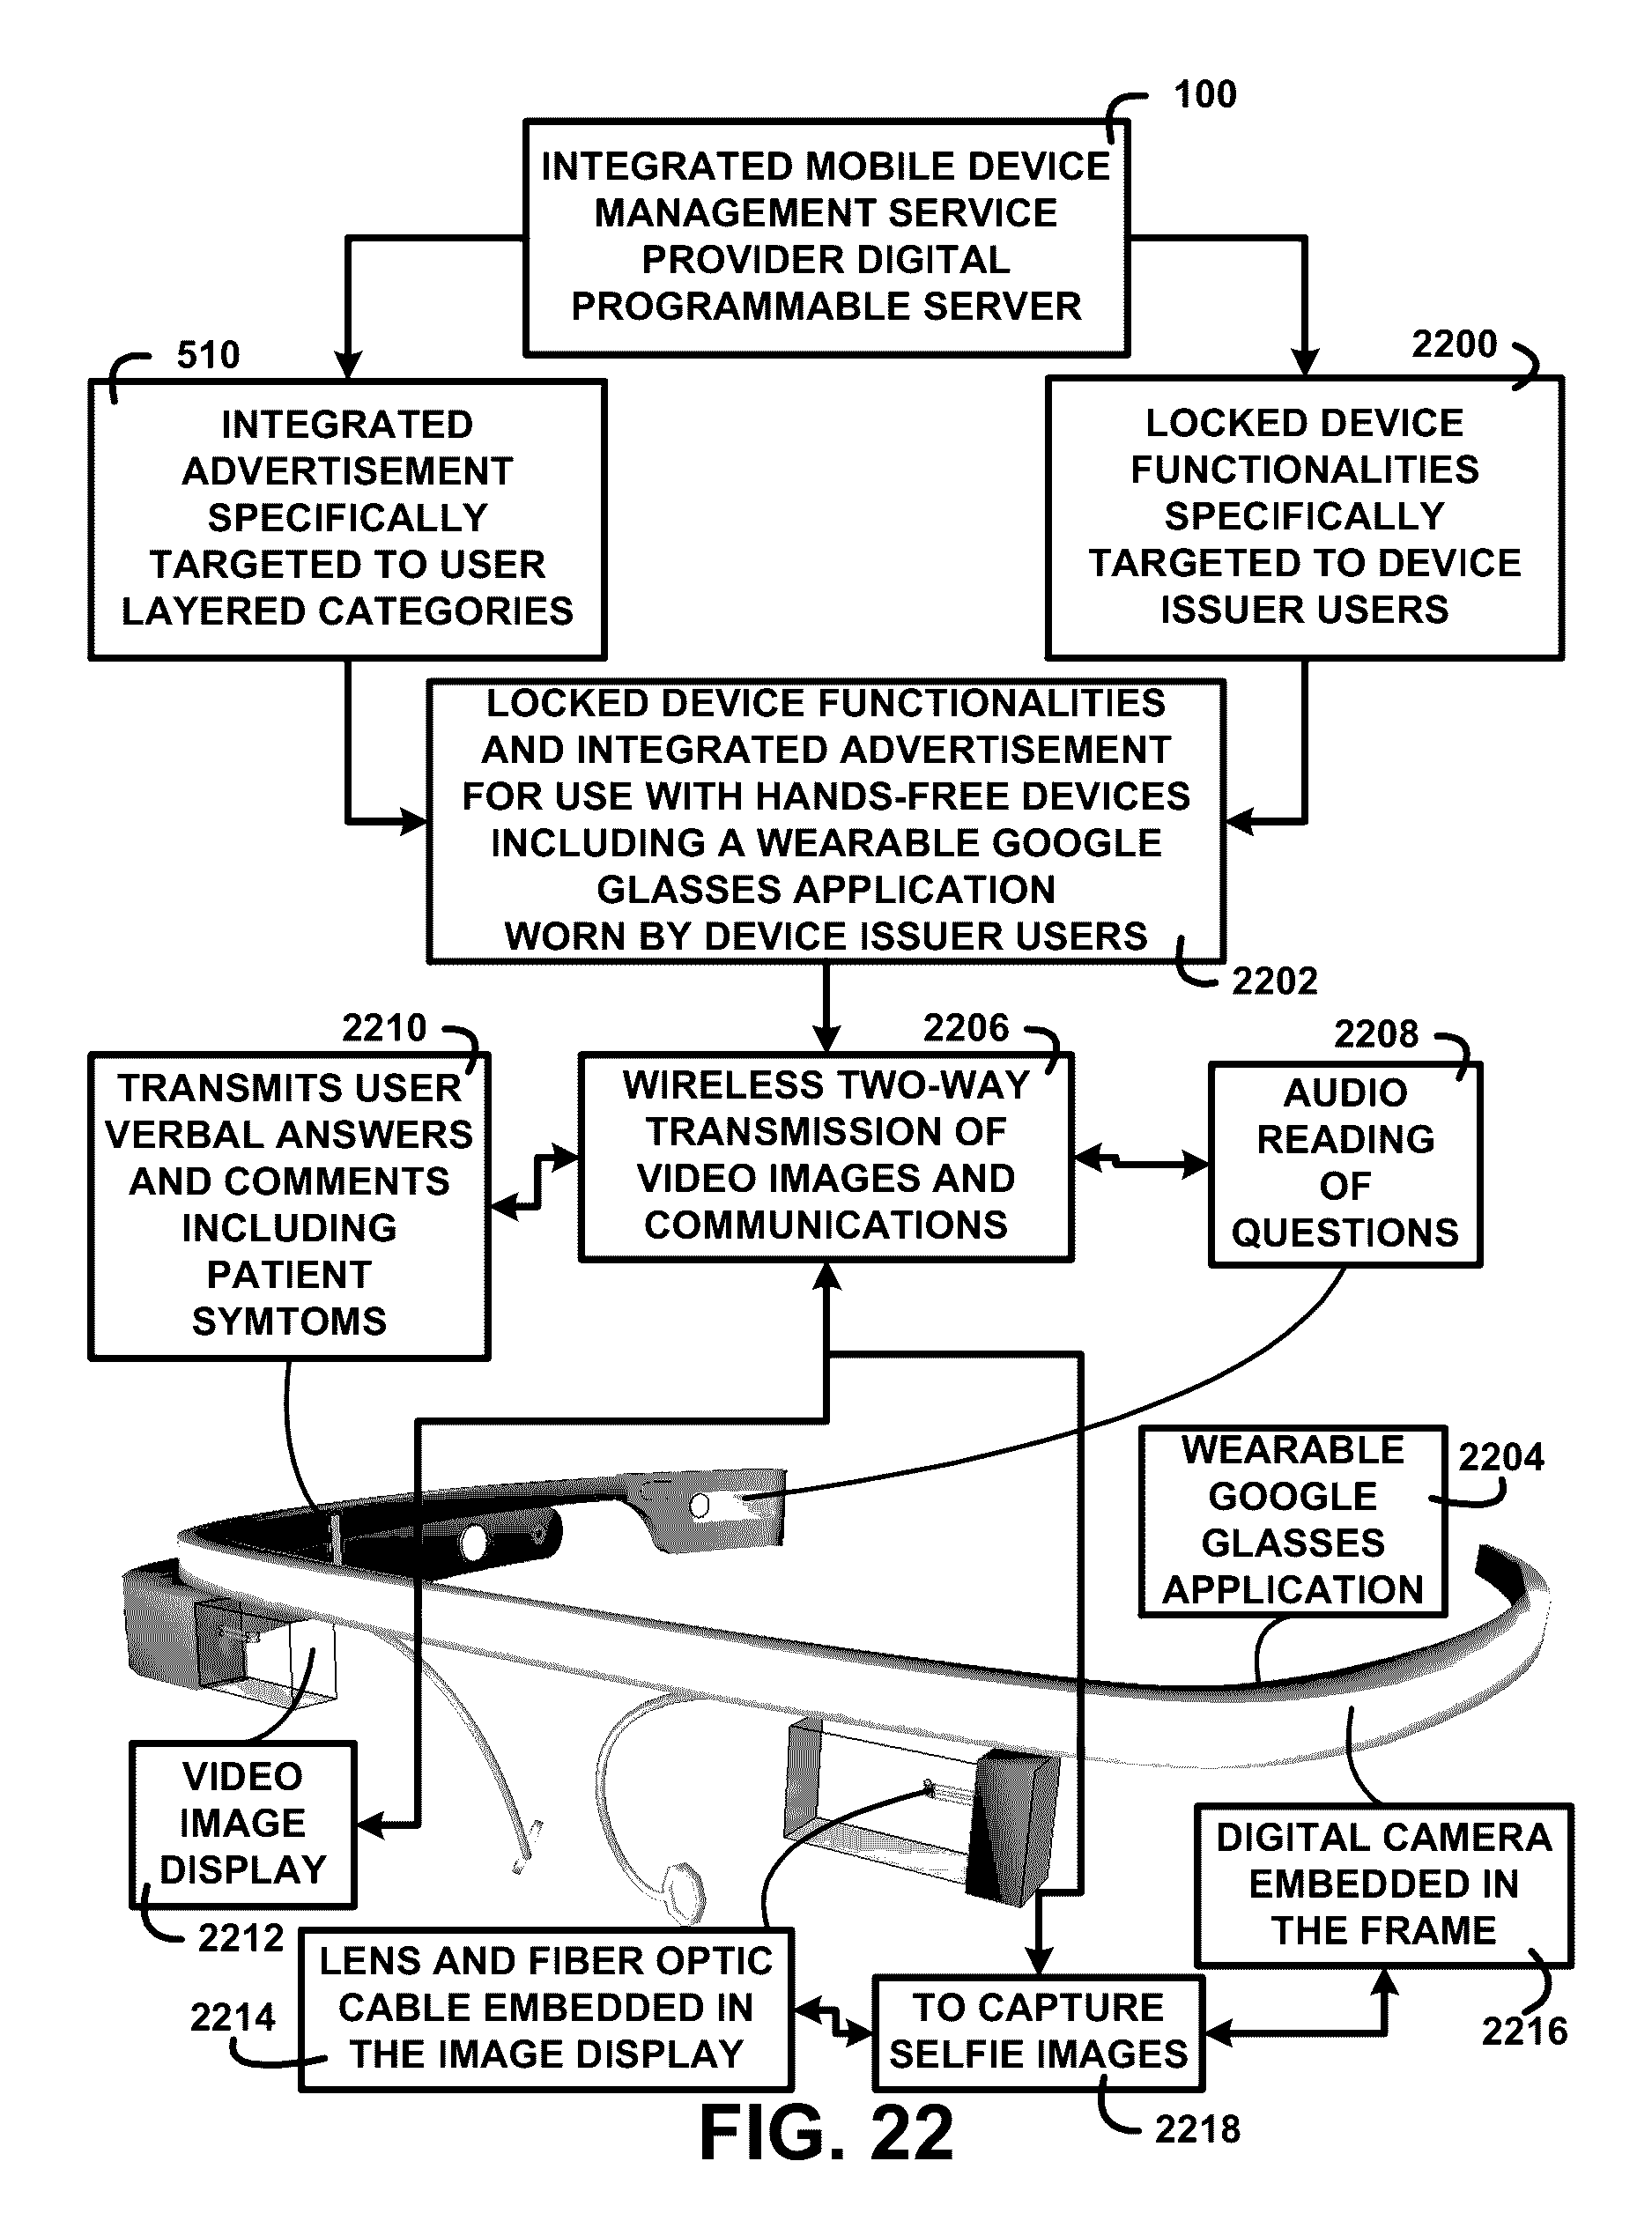 100
INTEGRATED MOBILE DEVICE
MANAGEMENT SERVICE
PROVIDER DIGITAL
PROGRAMMABLE SERVER
510
INTEGRATED
ADVERTISEMENT
SPECIFICALLY
TARGETED TO USER
LAYERED CATEGORIES
2200
LOCKED DEVICE
FUNCTIONALITIES
SPECIFICALLY
TARGETED TO DEVICE
ISSUER USERS
LOCKED DEVICE FUNCTIONALITIES
AND INTEGRATED ADVERTISEMENT
FOR USE WITH HANDS-FREE DEVICES
INCLUDING A WEARABLE GOOGLE
GLASSES APPLICATION
WORN BY DEVICE ISSUER USERS
2202
2210
TRANSMITS USER
VERBAL ANSWERS
AND COMMENTS
INCLUDING
PATIENT
SYMTOMS
2206
WIRELESS TWO-WAY
TRANSMISSION OF
VIDEO IMAGES AND
COMMUNICATIONS
2208
AUDIO
READING
OF
QUESTIONS
WEARABLE
GOOGLE
GLASSES
APPLICATION
2204
VIDEO
IMAGE
DISPLAY
2212
DIGITAL CAMERA
EMBEDDED IN
THE FRAME
2216
LENS AND FIBER OPTIC
CABLE EMBEDDED IN
THE IMAGE DISPLAY
2214
TO CAPTURE
SELFIE IMAGES
2218
FIG. 22